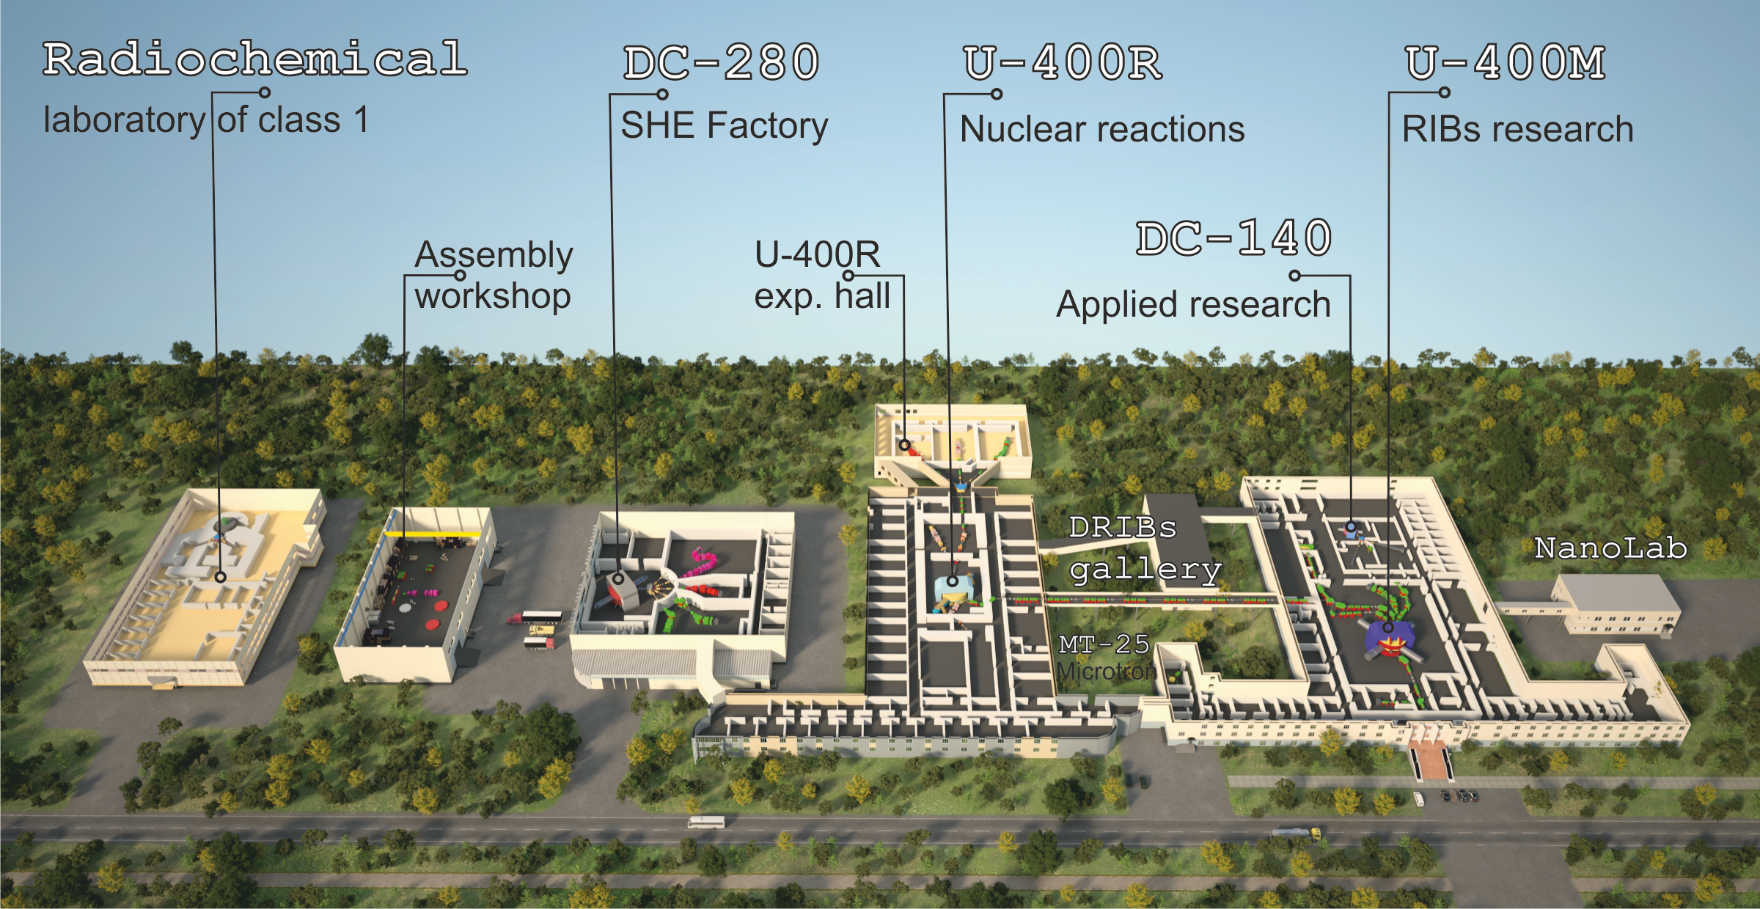 Radiochemical
laboratory of class 1
DC-280
SHE Factory
U-400R
Nuclear reactions
U-400M
RIBs research
Assembly
workshop
U-400R
exp. hall
DC-140
Applied research
DRIBs
gallery
NanoLab
MT-25
Microtron